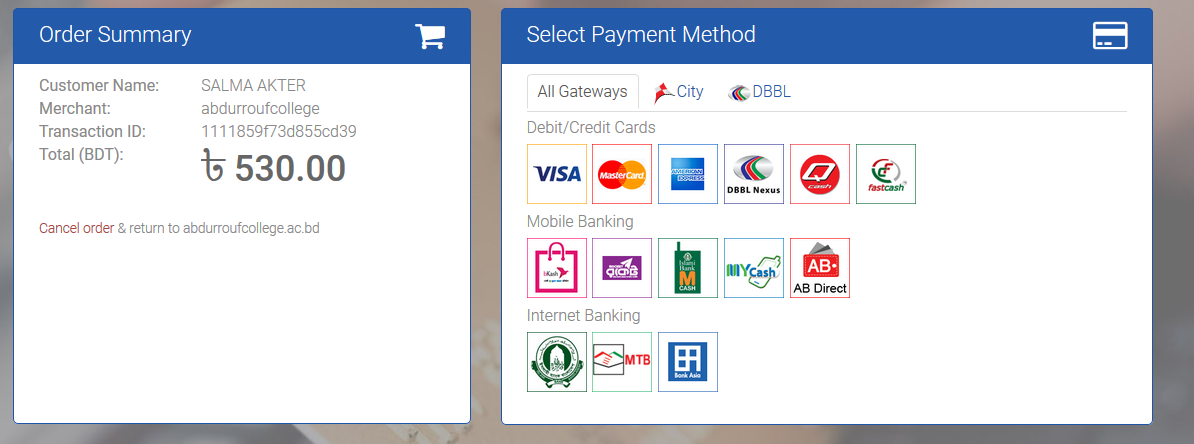 Order Summary
Customer Name: SALMA AKTER
Merchant: abdurroufcollege
Transaction ID: 1111859f73d855cd39
Total (BDT): ৳ 530.00
Cancel order & return to abdurroufcollege.ac.bd
Select Payment Method
All Gateways City DBBL
Debit/Credit Cards
VISA MasterCard AMERICAN EXPRESS DBBL Nexus Q cash fastcash
Mobile Banking
bKash Islami Bank M CASH MYCash AB Direct
Internet Banking
MTB Bank Asia